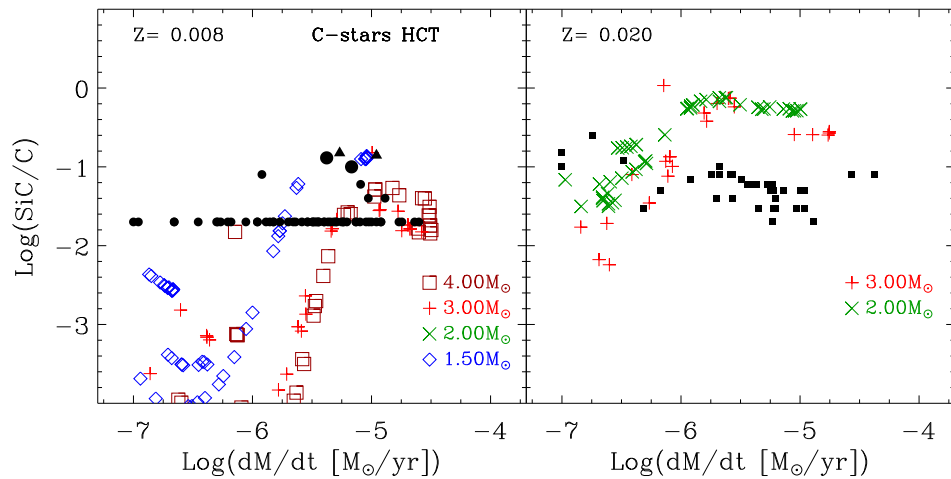 Z= 0.008
C-stars HCT
Z= 0.020
Log(SiC/C)
0
-1
-2
-3
4.00M⊙
3.00M⊙
2.00M⊙
1.50M⊙
3.00M⊙
2.00M⊙
-7 -6 -5 -4
-7 -6 -5 -4
Log(dM/dt [M⊙/yr])
Log(dM/dt [M⊙/yr])